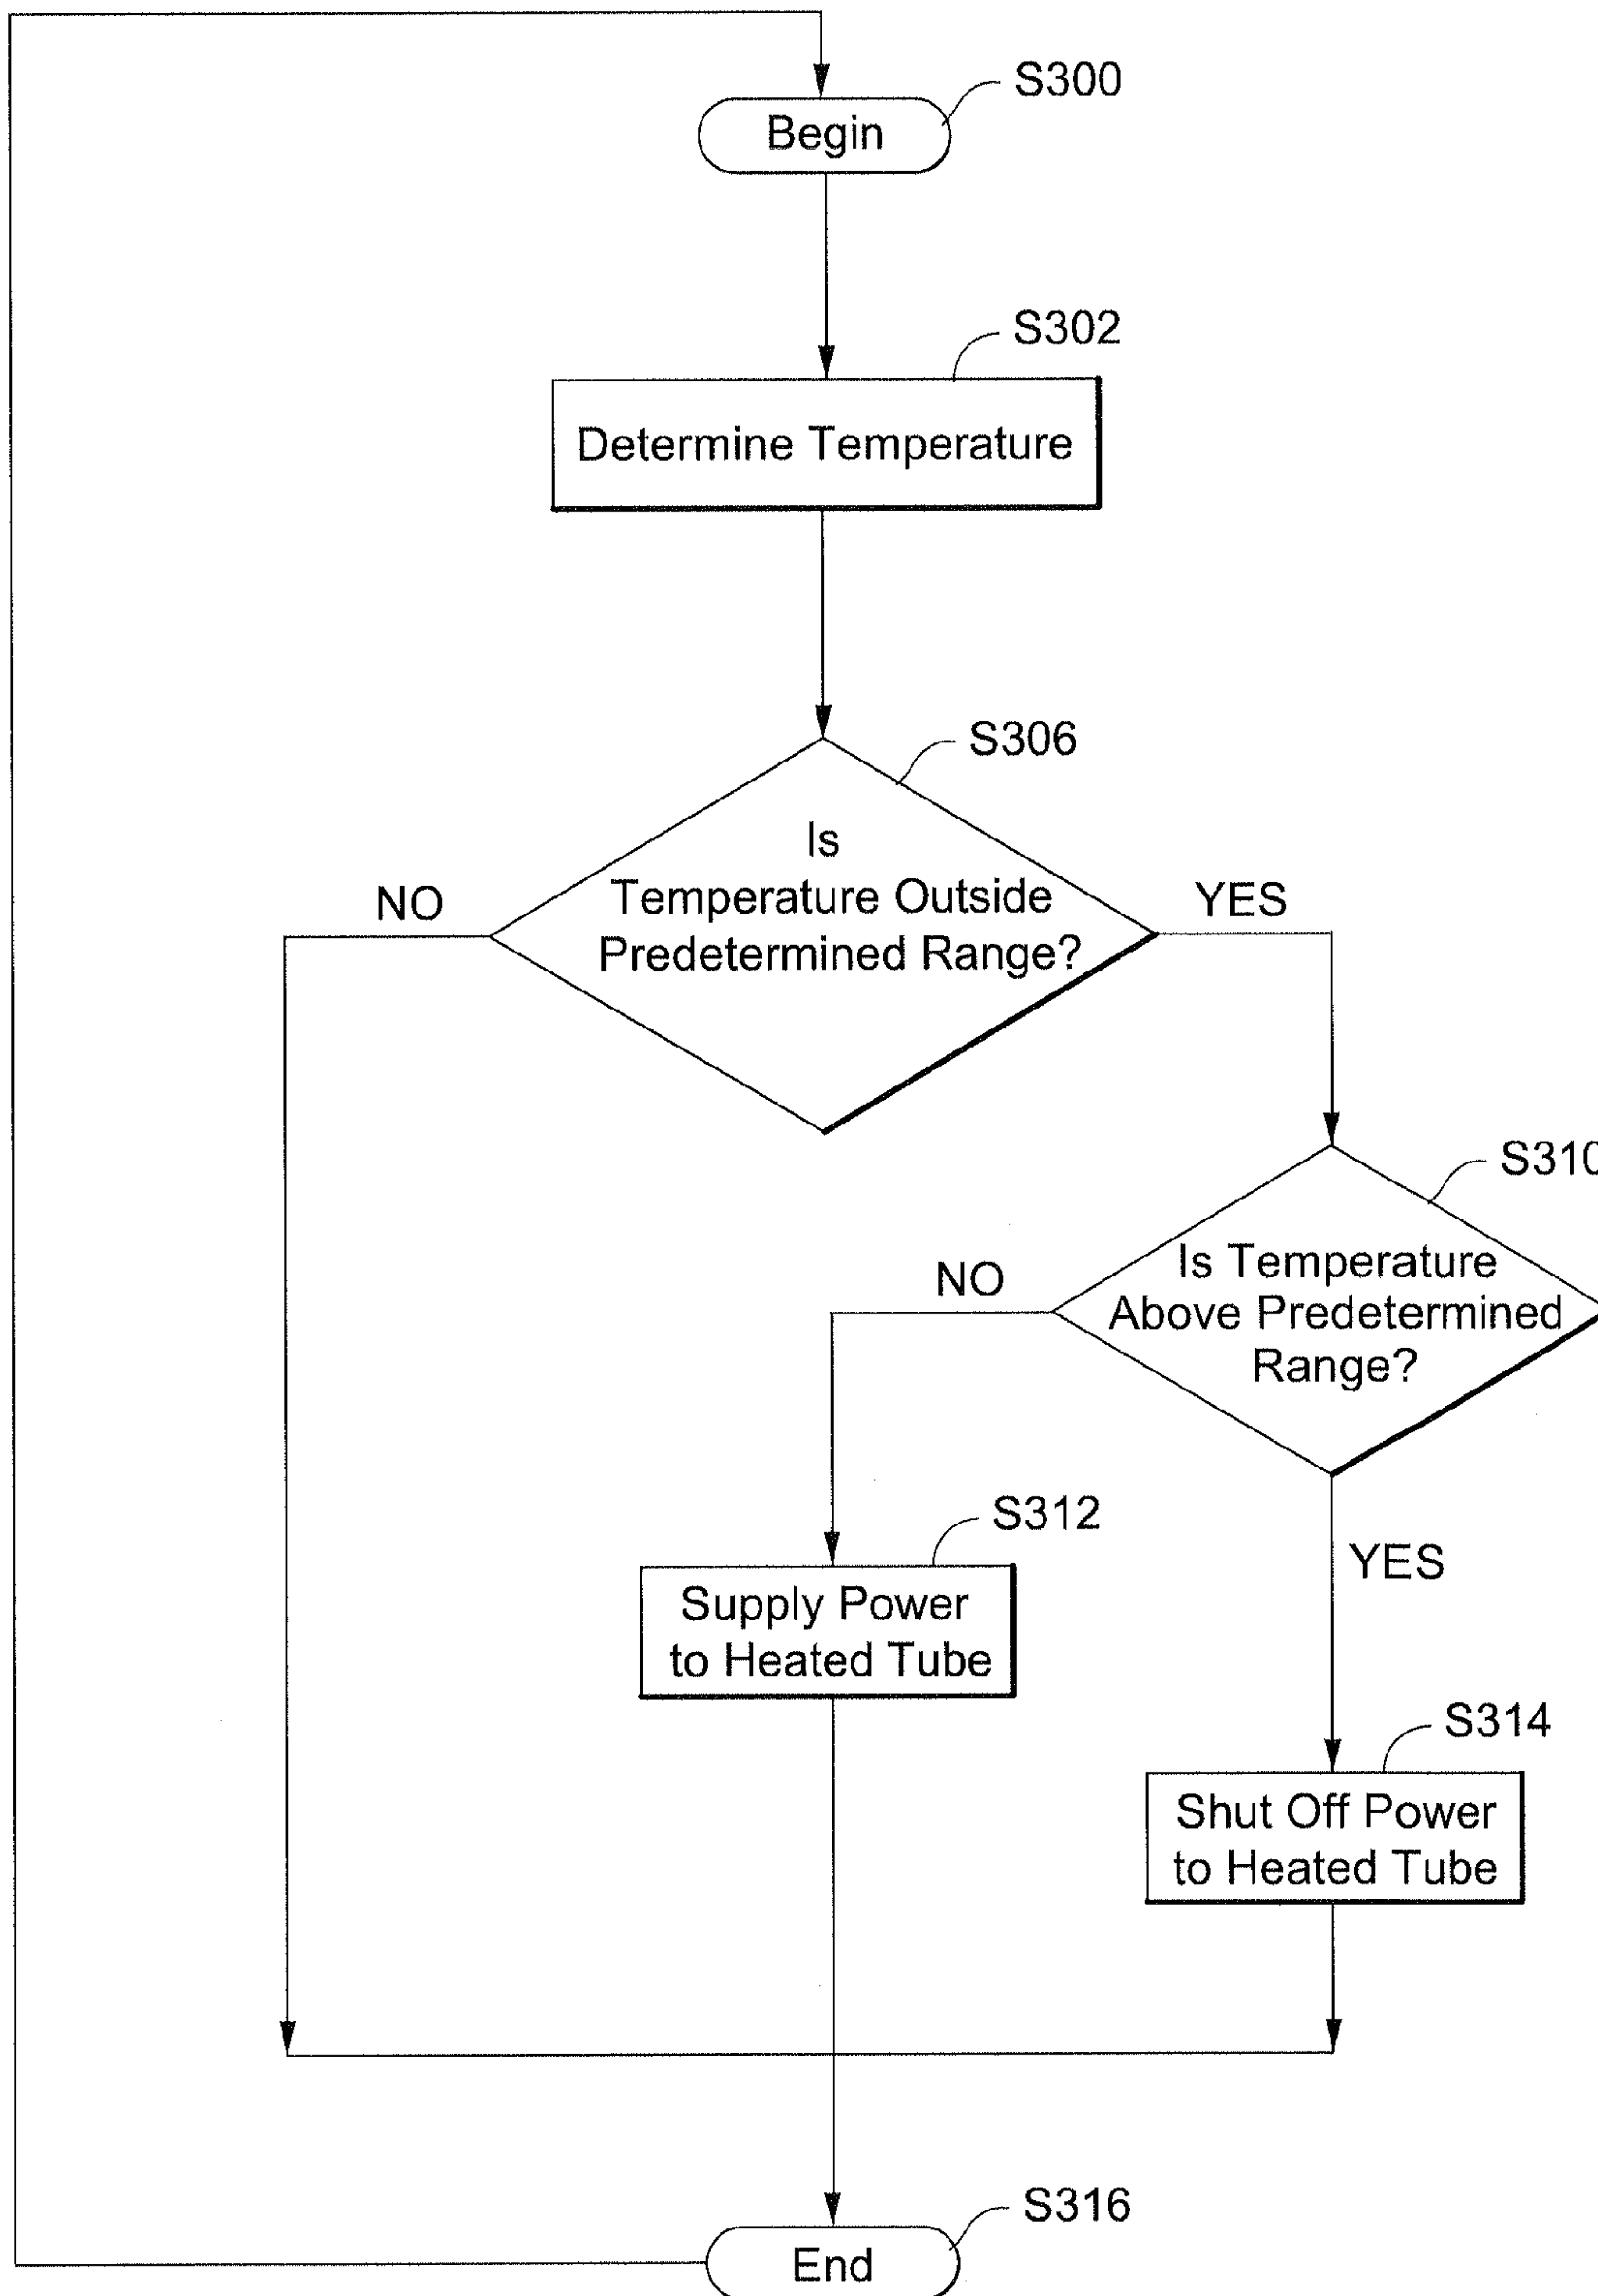 S300
Begin
S302
Determine Temperature
S306
Is
Temperature Outside
Predetermined Range?
NO
YES
S310
Is Temperature
Above Predetermined
Range?
NO
YES
S312
Supply Power
to Heated Tube
S314
Shut Off Power
to Heated Tube
S316
End